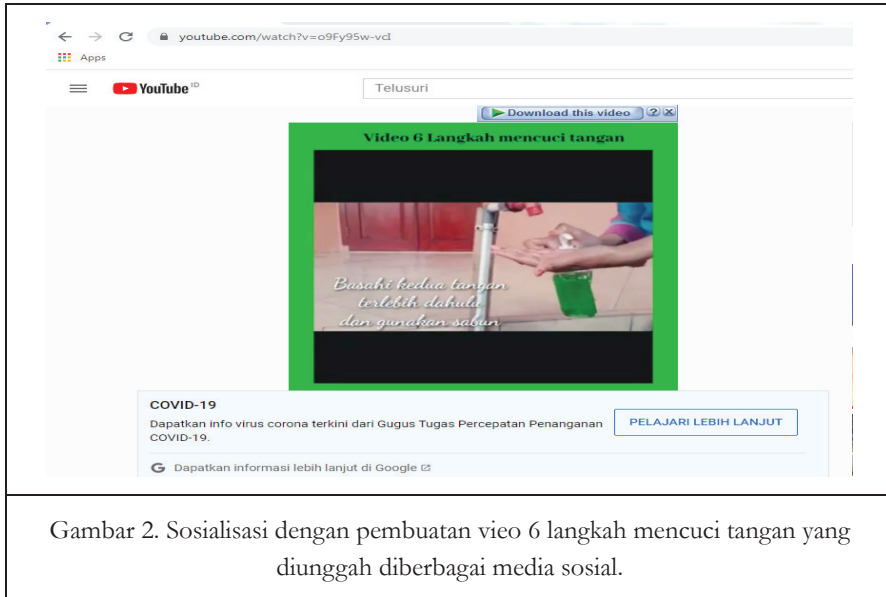 youtube.com/watch?v=o9Fy95w-vcI
Apps
YouTube ID
Telusuri
Download this video ? X
Video 6 Langkah mencuci tangan
Basahi kedua tangan
terlebih dahulu
dan gunakan sabun
COVID-19
Dapatkan info virus corona terkini dari Gugus Tugas Percepatan Penanganan
COVID-19.
PELAJARI LEBIH LANJUT
G Dapatkan informasi lebih lanjut di Google
Gambar 2. Sosialisasi dengan pembuatan vieo 6 langkah mencuci tangan yang
diunggah diberbagai media sosial.